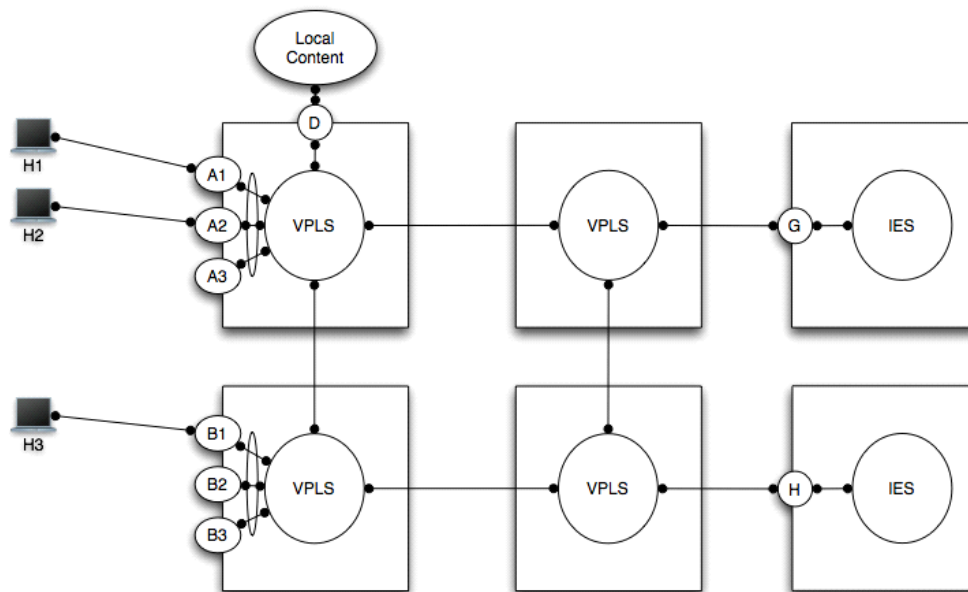 Local
Content
D
H1
A1
H2
A2
A3
VPLS
VPLS
G
IES
H3
B1
B2
B3
VPLS
VPLS
H
IES